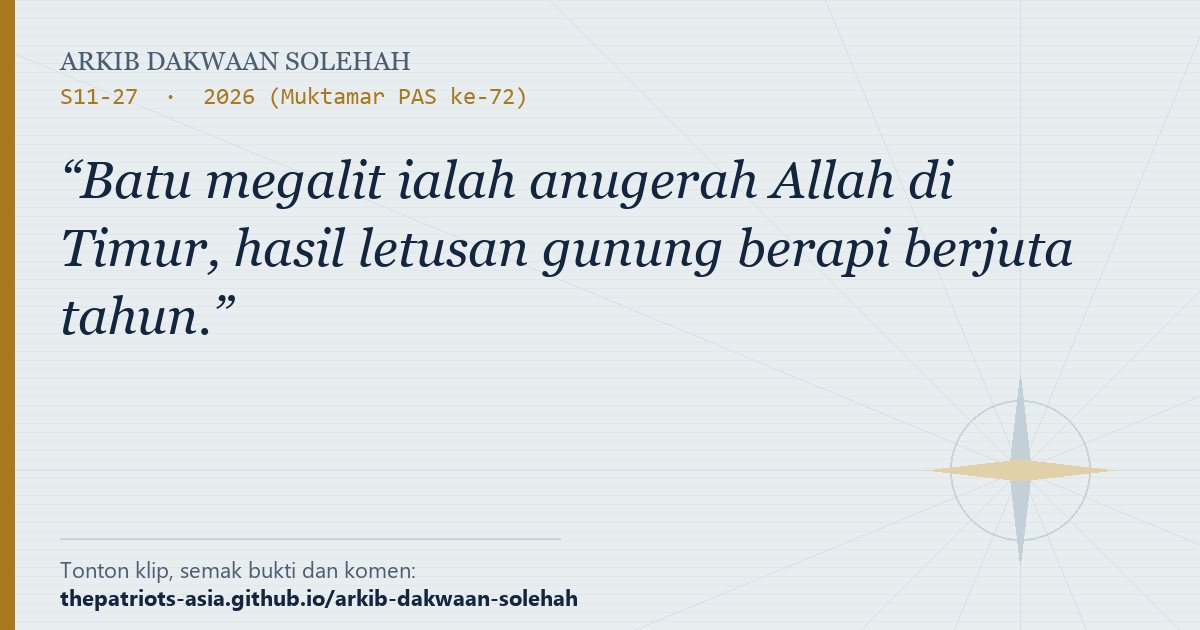 ARKIB DAKWAAN SOLEHAH
S11-27 · 2026 (Muktamar PAS ke-72)
“Batu megalit ialah anugerah Allah di
Timur, hasil letusan gunung berapi berjuta
tahun.”
Tonton klip, semak bukti dan komen:
thepatriots-asia.github.io/arkib-dakwaan-solehah